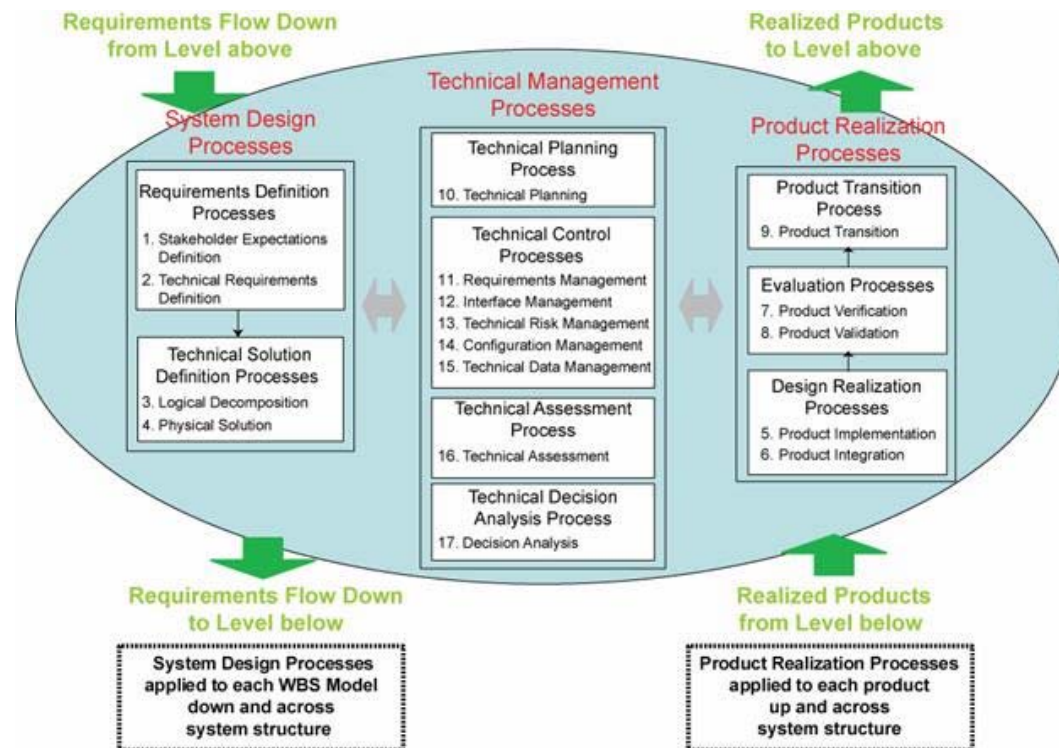 Requirements Flow Down
from Level above
Realized Products
to Level above
Technical Management
Processes
System Design
Processes
Product Realization
Processes
Requirements Definition
Processes
1. Stakeholder Expectations
Definition
2. Technical Requirements
Definition
Technical Solution
Definition Processes
3. Logical Decomposition
4. Physical Solution
Technical Planning
Process
10. Technical Planning
Technical Control
Processes
11. Requirements Management
12. Interface Management
13. Technical Risk Management
14. Configuration Management
15. Technical Data Management
Technical Assessment
Process
16. Technical Assessment
Technical Decision
Analysis Process
17. Decision Analysis
Product Transition
Process
9. Product Transition
Evaluation Processes
7. Product Verification
8. Product Validation
Design Realization
Processes
5. Product Implementation
6. Product Integration
Requirements Flow Down
to Level below
Realized Products
from Level below
System Design Processes
applied to each WBS Model
down and across
system structure
Product Realization Processes
applied to each product
up and across
system structure